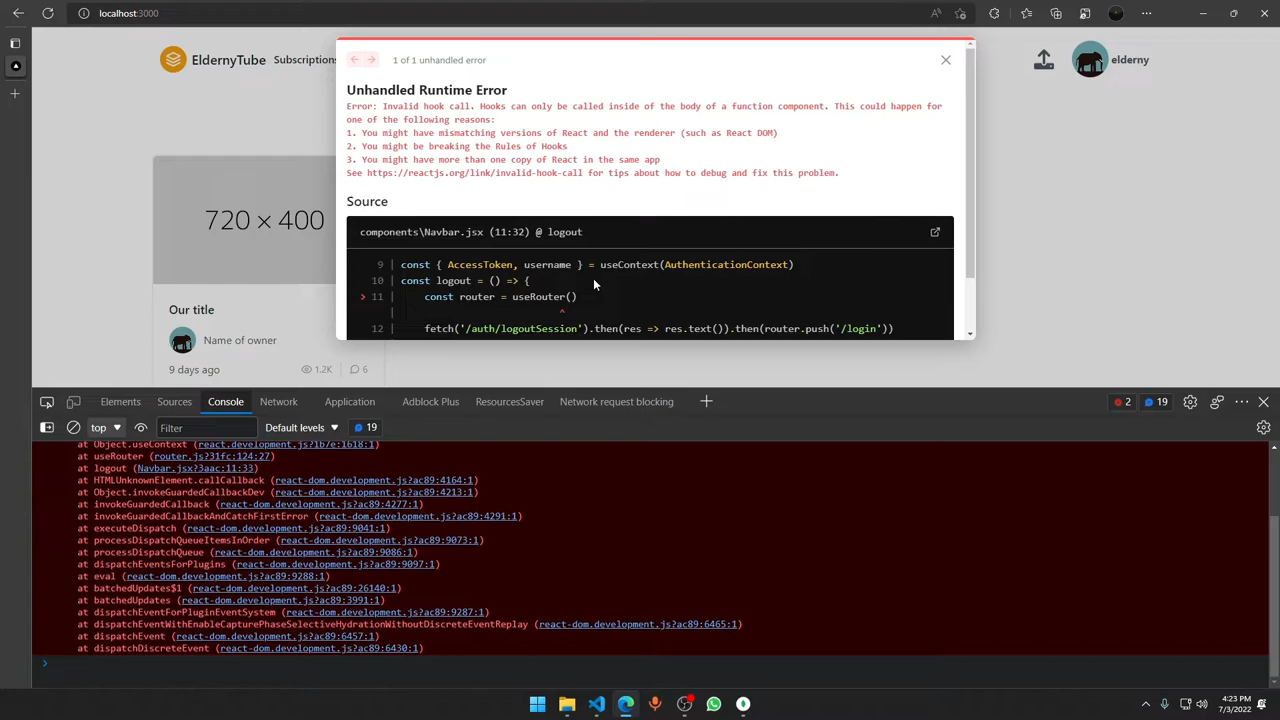 localhost:3000
EldernyTube
Subscriptions
1 of 1 unhandled error
elderny
Unhandled Runtime Error
Error: Invalid hook call. Hooks can only be called inside of the body of a function component. This could happen for
one of the following reasons:
1. You might have mismatching versions of React and the renderer (such as React DOM)
2. You might be breaking the Rules of Hooks
3. You might have more than one copy of React in the same app
See https://reactjs.org/link/invalid-hook-call for tips about how to debug and fix this problem.
Source
components\Navbar.jsx (11:32) @ logout
9 | const { AccessToken, username } = useContext(AuthenticationContext)
10 | const logout = () => {
> 11 | const router = useRouter()
| ^
12 | fetch('/auth/logoutSession').then(res => res.text()).then(router.push('/login'))
720 × 400
Our title
Name of owner
9 days ago
1.2K
6
Elements
Sources
Console
Network
Application
Adblock Plus
ResourcesSaver
Network request blocking
2
19
top
Filter
Default levels
19
at Object.useContext (react.development.js?1b7e:1618:1)
at useRouter (router.js?31fc:124:27)
at logout (Navbar.jsx?3aac:11:33)
at HTMLUnknownElement.callCallback (react-dom.development.js?ac89:4164:1)
at Object.invokeGuardedCallbackDev (react-dom.development.js?ac89:4213:1)
at invokeGuardedCallback (react-dom.development.js?ac89:4277:1)
at invokeGuardedCallbackAndCatchFirstError (react-dom.development.js?ac89:4291:1)
at executeDispatch (react-dom.development.js?ac89:9041:1)
at processDispatchQueueItemsInOrder (react-dom.development.js?ac89:9073:1)
at processDispatchQueue (react-dom.development.js?ac89:9086:1)
at dispatchEventsForPlugins (react-dom.development.js?ac89:9097:1)
at eval (react-dom.development.js?ac89:9288:1)
at batchedUpdates$1 (react-dom.development.js?ac89:26140:1)
at batchedUpdates (react-dom.development.js?ac89:3991:1)
at dispatchEventForPluginEventSystem (react-dom.development.js?ac89:9287:1)
at dispatchEventWithEnableCapturePhaseSelectiveHydrationWithoutDiscreteEventReplay (react-dom.development.js?ac89:6465:1)
at dispatchEvent (react-dom.development.js?ac89:6457:1)
at dispatchDiscreteEvent (react-dom.development.js?ac89:6430:1)
>
4:23 PM
7/3/2022